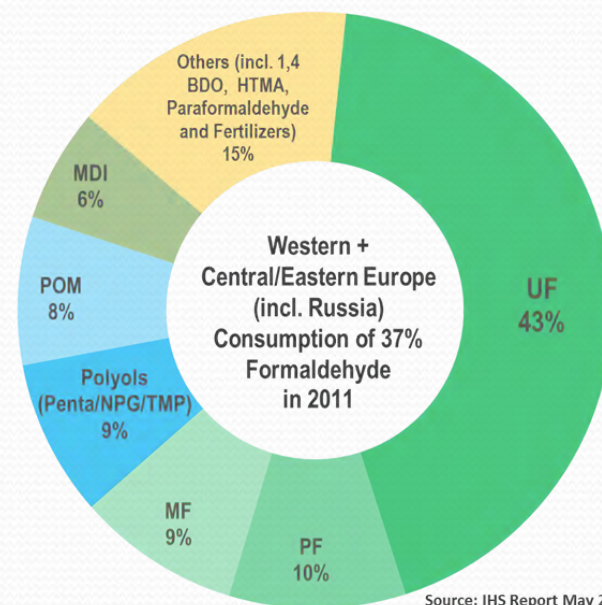 Others (incl. 1,4
BDO, HTMA,
Paraformaldehyde
and Fertilizers)
15%
MDI
6%
POM
8%
Polyols
(Penta/NPG/TMP)
9%
MF
9%
PF
10%
UF
43%
Western +
Central/Eastern Europe
(incl. Russia)
Consumption of 37%
Formaldehyde
in 2011
Source: IHS Report May 2